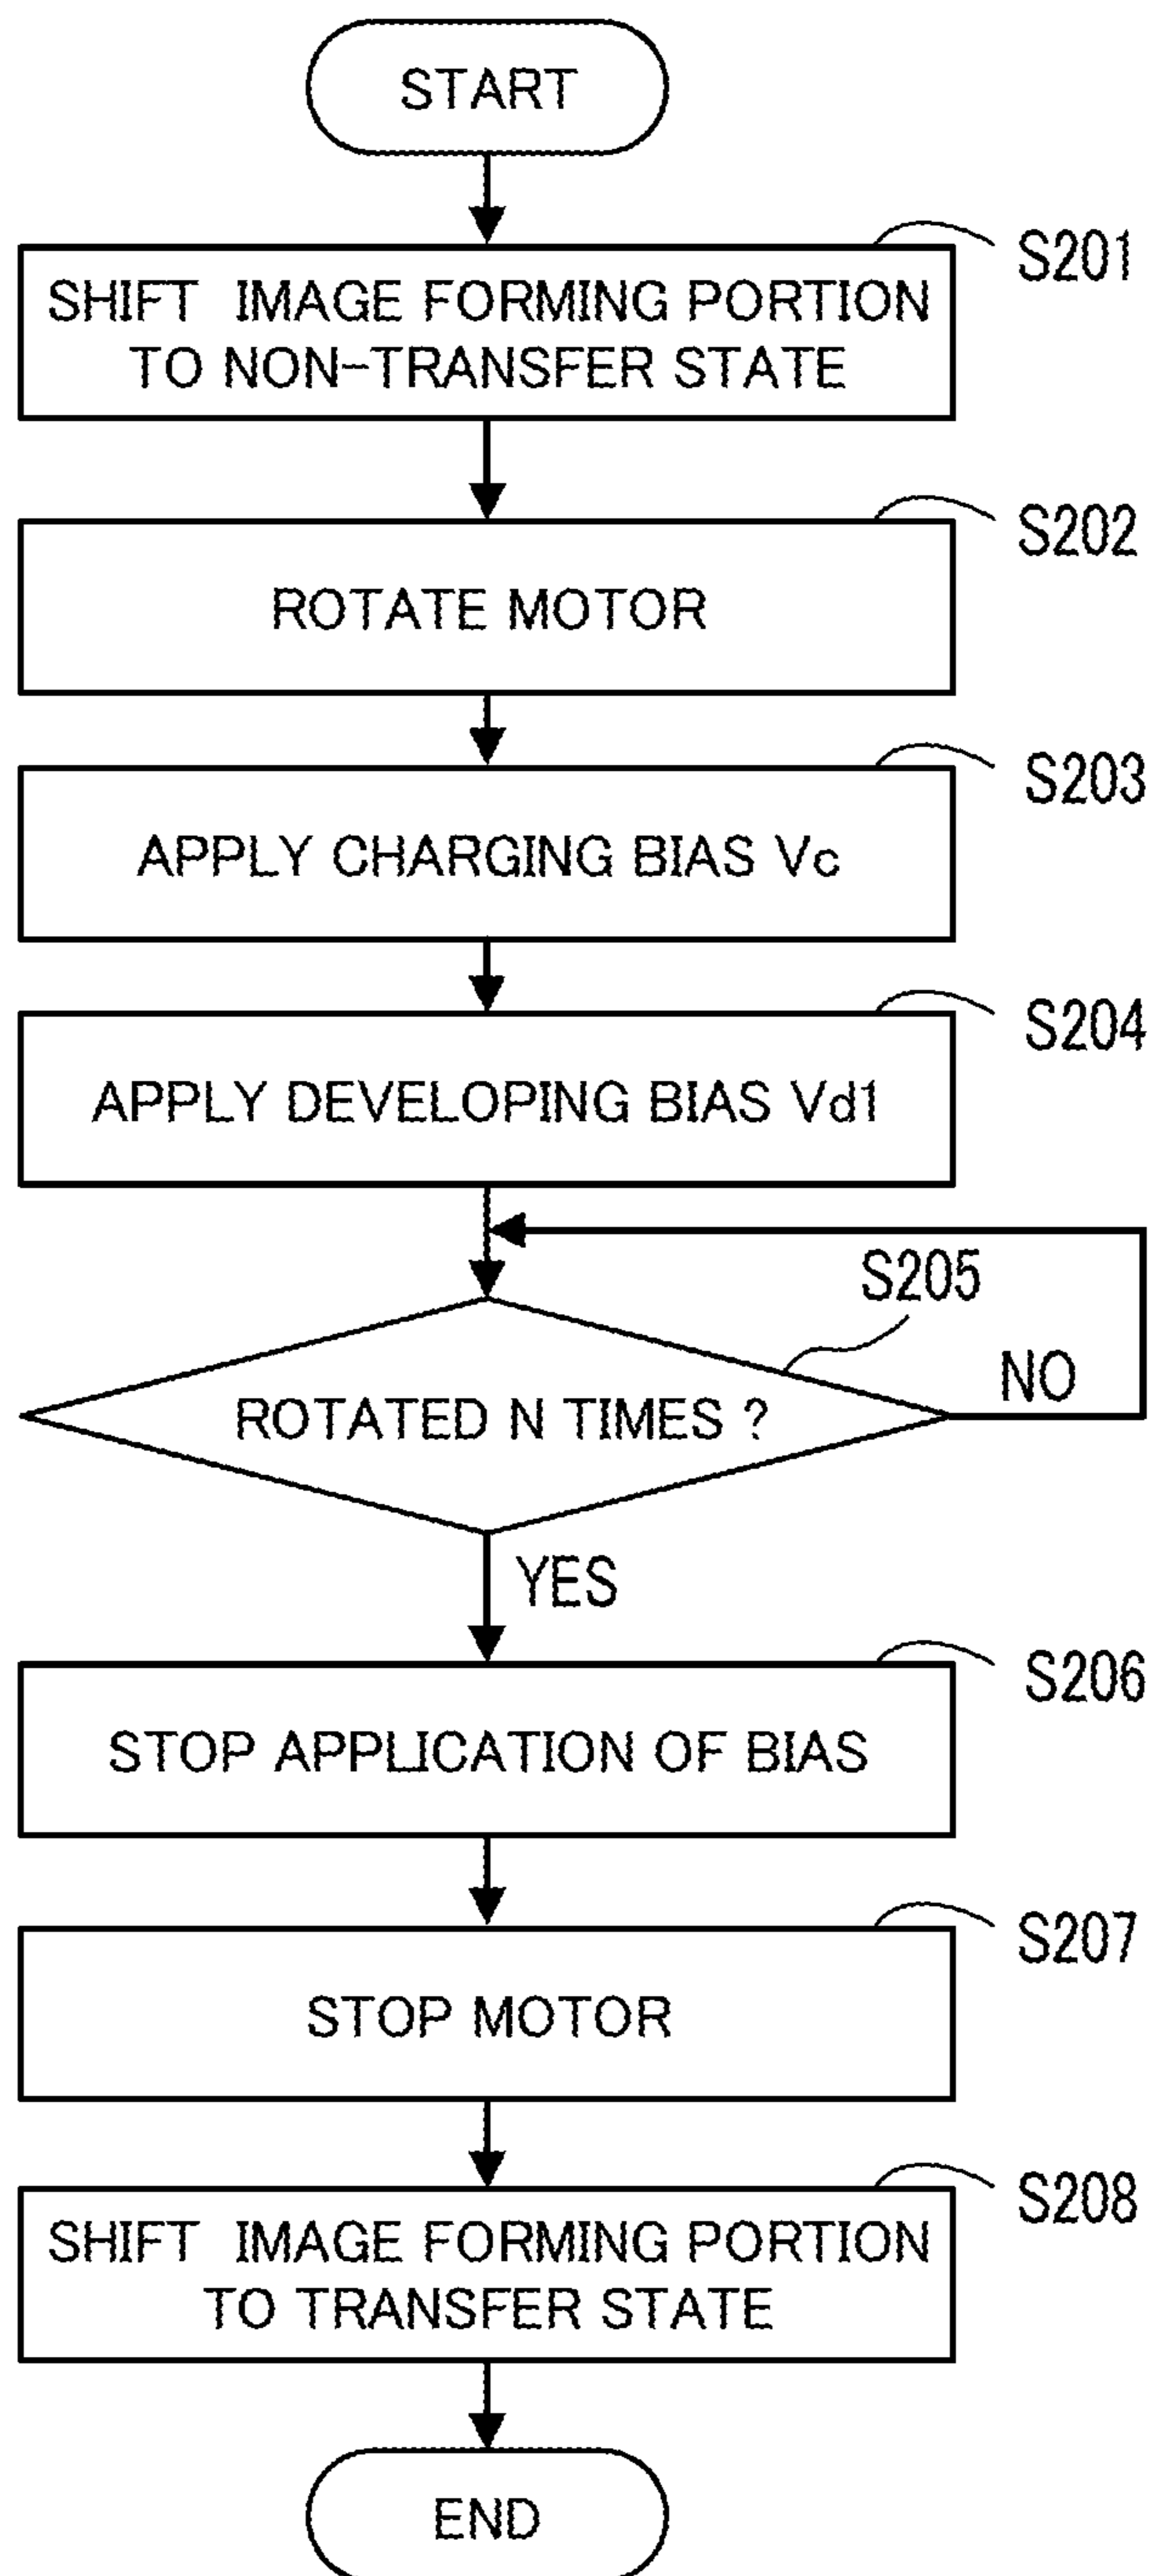 START
S201
SHIFT IMAGE FORMING PORTION
TO NON-TRANSFER STATE
S202
ROTATE MOTOR
S203
APPLY CHARGING BIAS Vc
S204
APPLY DEVELOPING BIAS Vd1
S205
NO
ROTATED N TIMES ?
YES
S206
STOP APPLICATION OF BIAS
S207
STOP MOTOR
S208
SHIFT IMAGE FORMING PORTION
TO TRANSFER STATE
END